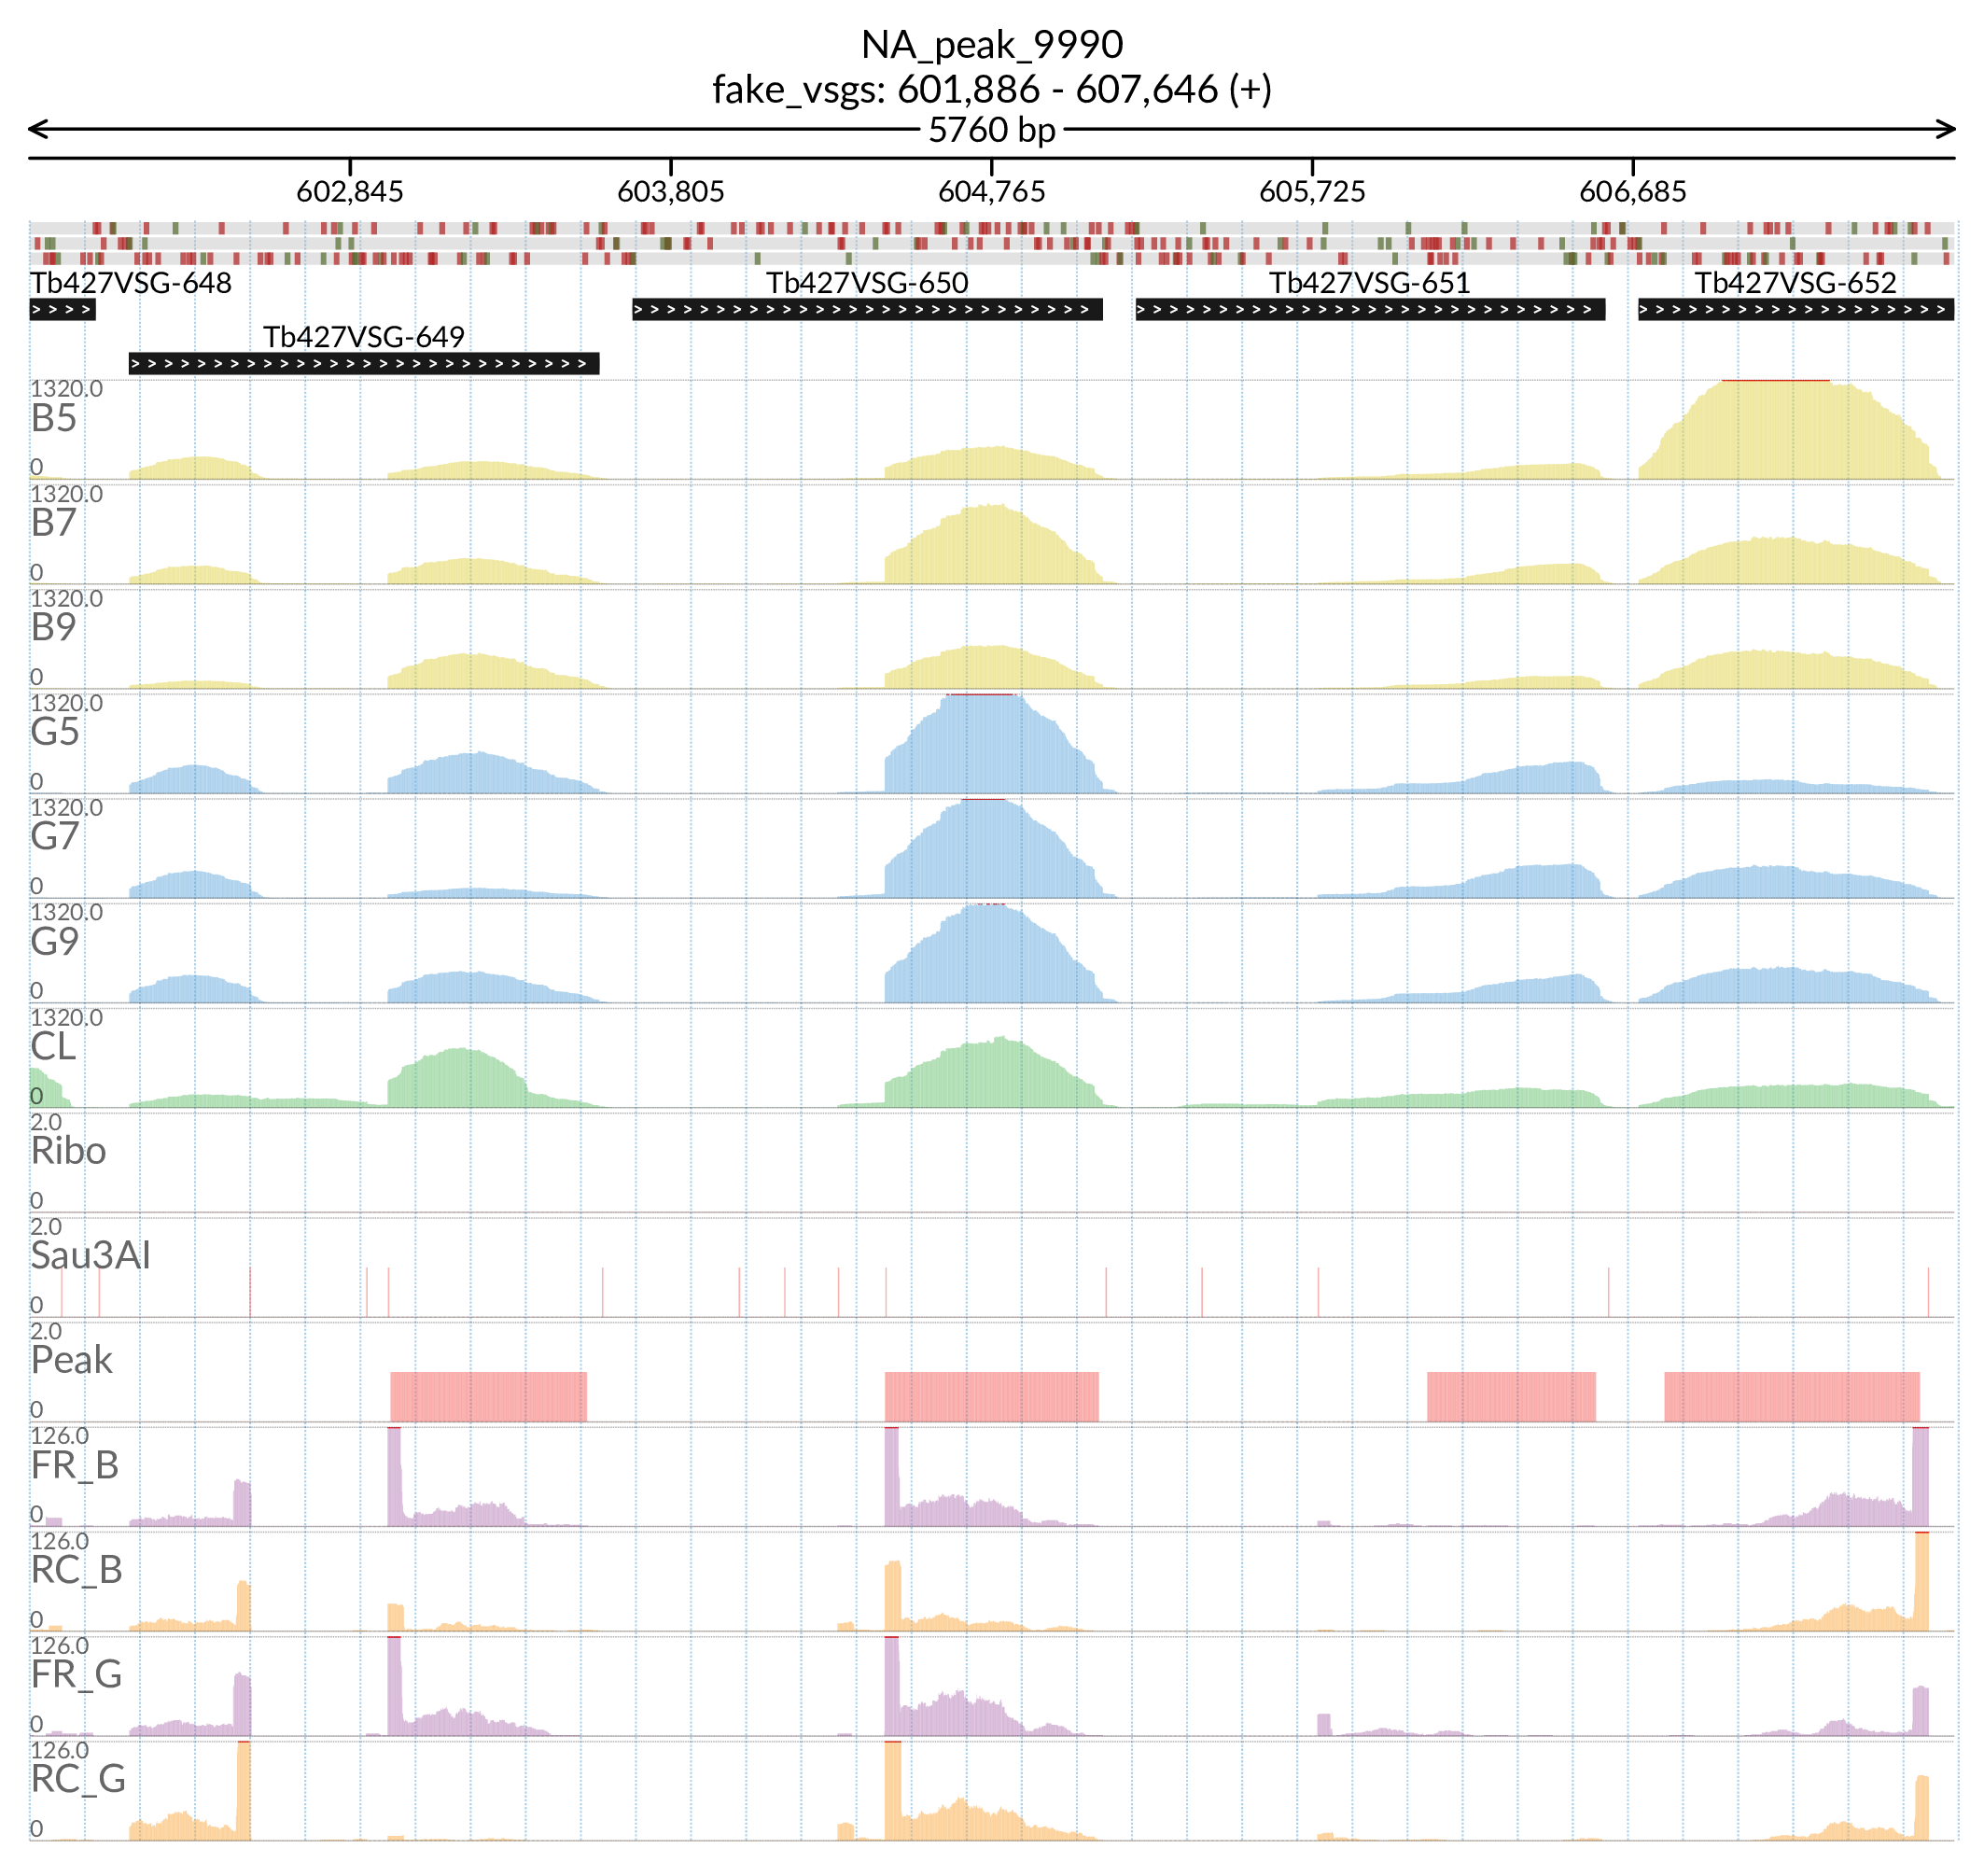 NA_peak_9990
fake_vsgs: 601,886 - 607,646 (+)
5760 bp
602,845 603,805 604,765 605,725 606,685
Tb427VSG-648 Tb427VSG-650 Tb427VSG-651 Tb427VSG-652
Tb427VSG-649
1320.0
B5
0
1320.0
B7
0
1320.0
B9
0
1320.0
G5
0
1320.0
G7
0
1320.0
G9
0
1320.0
CL
0
2.0
Ribo
0
2.0
Sau3AI
0
2.0
Peak
0
126.0
FR_B
0
126.0
RC_B
0
126.0
FR_G
0
126.0
RC_G
0